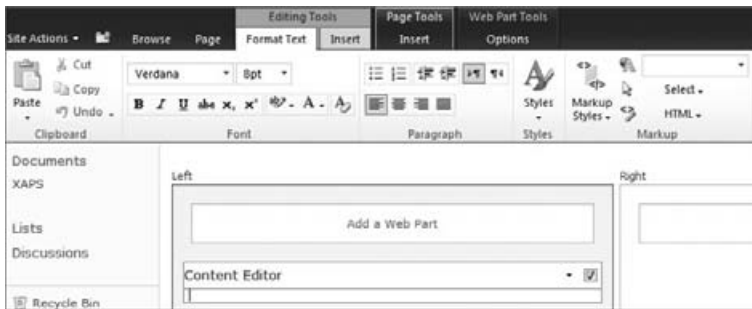 Editing Tools Page Tools Web Part Tools
Site Actions Browse Page Format Text Insert Insert Options
Cut
Copy
Undo
Paste
Clipboard
Verdana 8pt
B I U abc x, x'
A A
Font
Paragraph
A
Styles
Styles
Markup
Styles
Select
HTML
Markup
Documents
XAPS
Lists
Discussions
Recycle Bin
Left
Add a Web Part
Content Editor
Right